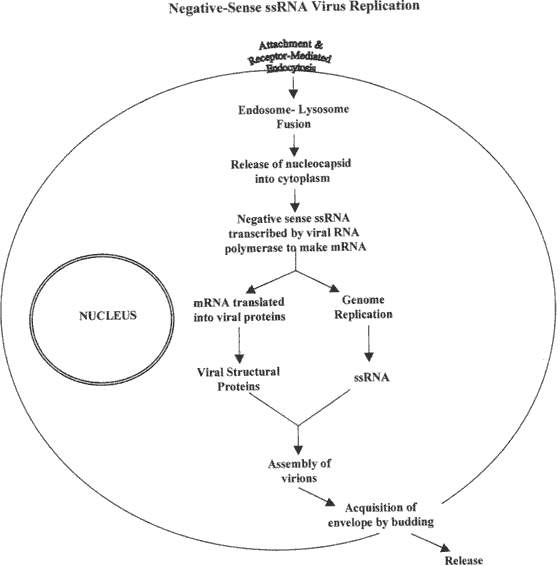 Negative-Sense ssRNA Virus Replication
Attachment &
Receptor-Mediated
Endocytosis
Endosome- Lysosome
Fusion
Release of nucleocapsid
into cytoplasm
Negative sense ssRNA
transcribed by viral RNA
polymerase to make mRNA
NUCLEUS
mRNA translated
into viral proteins
Genome
Replication
Viral Structural
Proteins
ssRNA
Assembly of
virions
Acquisition of
envelope by budding
Release